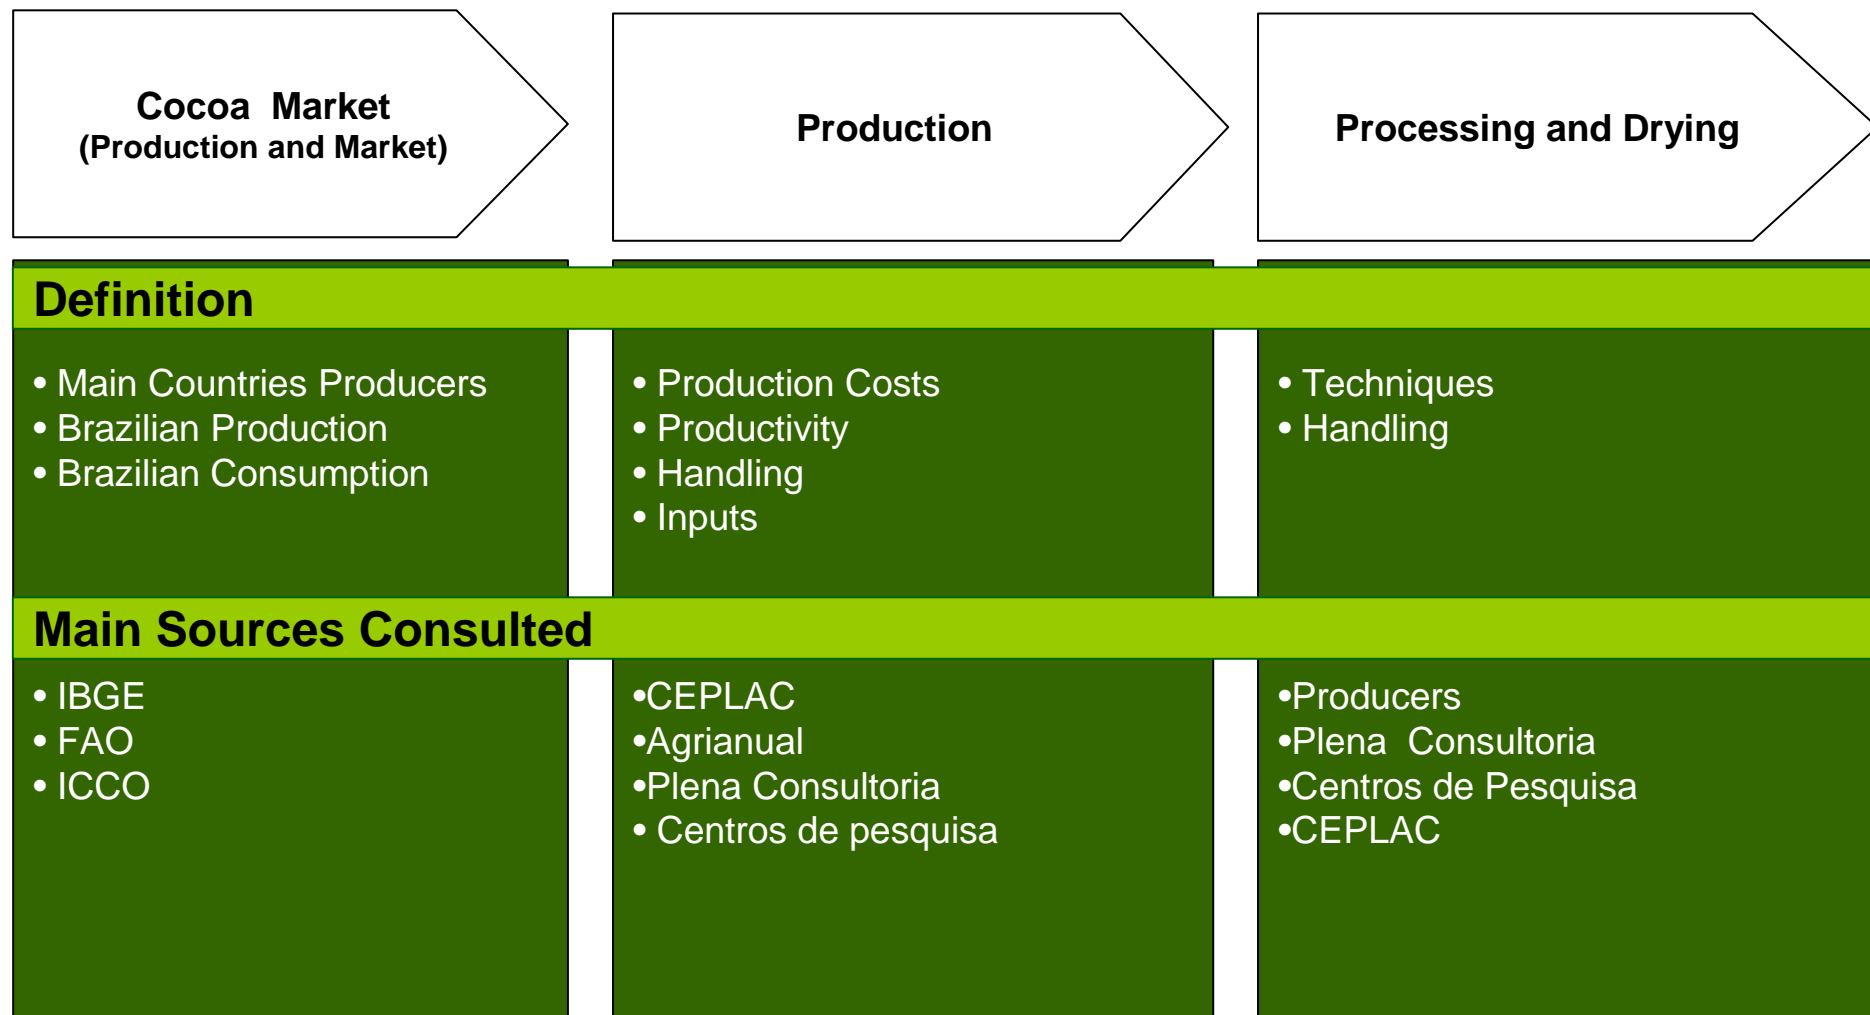 Cocoa Market
(Production and Market)
Production
Processing and Drying
Definition
• Main Countries Producers
• Brazilian Production
• Brazilian Consumption
• Production Costs
• Productivity
• Handling
• Inputs
• Techniques
• Handling
Main Sources Consulted
• IBGE
• FAO
• ICCO
•CEPLAC
•Agrianual
•Plena Consultoria
• Centros de pesquisa
•Producers
•Plena Consultoria
•Centros de Pesquisa
•CEPLAC